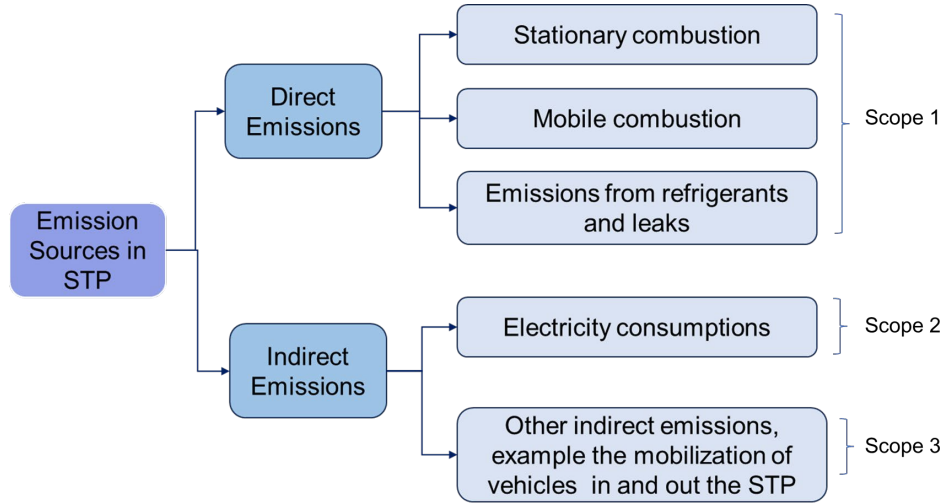 Emission
Sources in
STP
Direct
Emissions
Stationary combustion
Mobile combustion
Emissions from refrigerants
and leaks
Scope 1
Indirect
Emissions
Electricity consumptions
Scope 2
Other indirect emissions,
example the mobilization of
vehicles in and out the STP
Scope 3